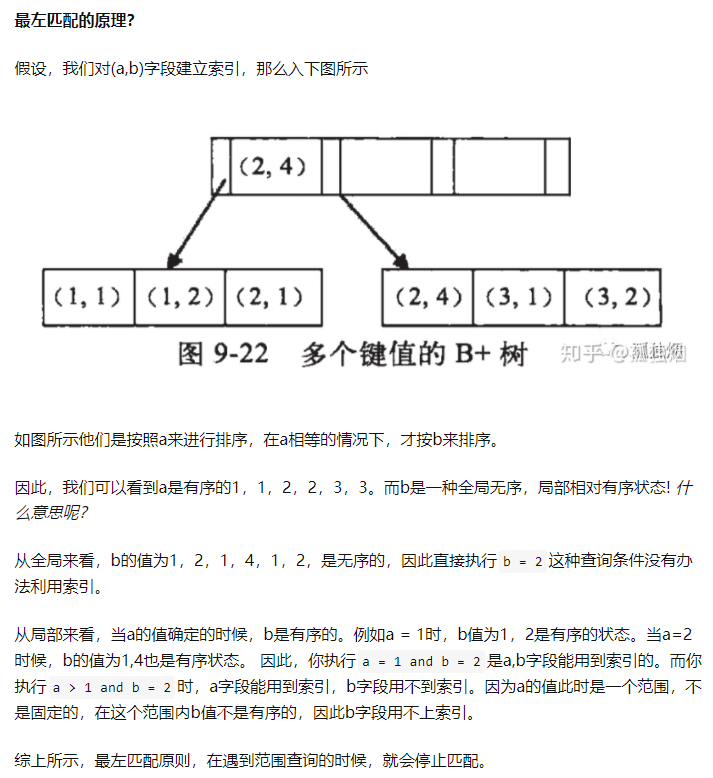 最左匹配的原理?
假设，我们对(a,b)字段建立索引，那么入下图所示
(2, 4)
(1, 1) (1, 2) (2, 1) (2, 4) (3, 1) (3, 2)
图 9-22 多个键值的 B+ 树
知乎 @孤独烟
如图所示他们是按照a来进行排序，在a相等的情况下，才按b来排序。
因此，我们可以看到a是有序的1，1，2，2，3，3。而b是一种全局无序，局部相对有序状态! 什
么意思呢?
从全局来看，b的值为1，2，1，4，1，2，是无序的，因此直接执行 b = 2 这种查询条件没有办
法利用索引。
从局部来看，当a的值确定的时候，b是有序的。例如a = 1时，b值为1，2是有序的状态。当a=2
时候，b的值为1,4也是有序状态。 因此，你执行 a = 1 and b = 2 是a,b字段能用到索引的。而你
执行 a > 1 and b = 2 时，a字段能用到索引，b字段用不到索引。因为a的值此时是一个范围，不
是固定的，在这个范围内b值不是有序的，因此b字段用不上索引。
综上所示，最左匹配原则，在遇到范围查询的时候，就会停止匹配。